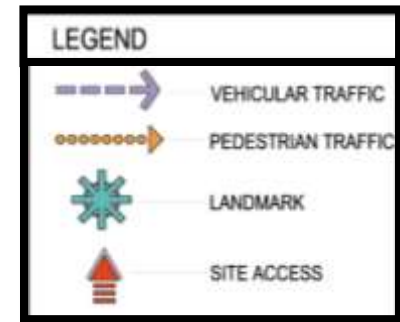 LEGEND
VEHICULAR TRAFFIC
PEDESTRIAN TRAFFIC
LANDMARK
SITE ACCESS